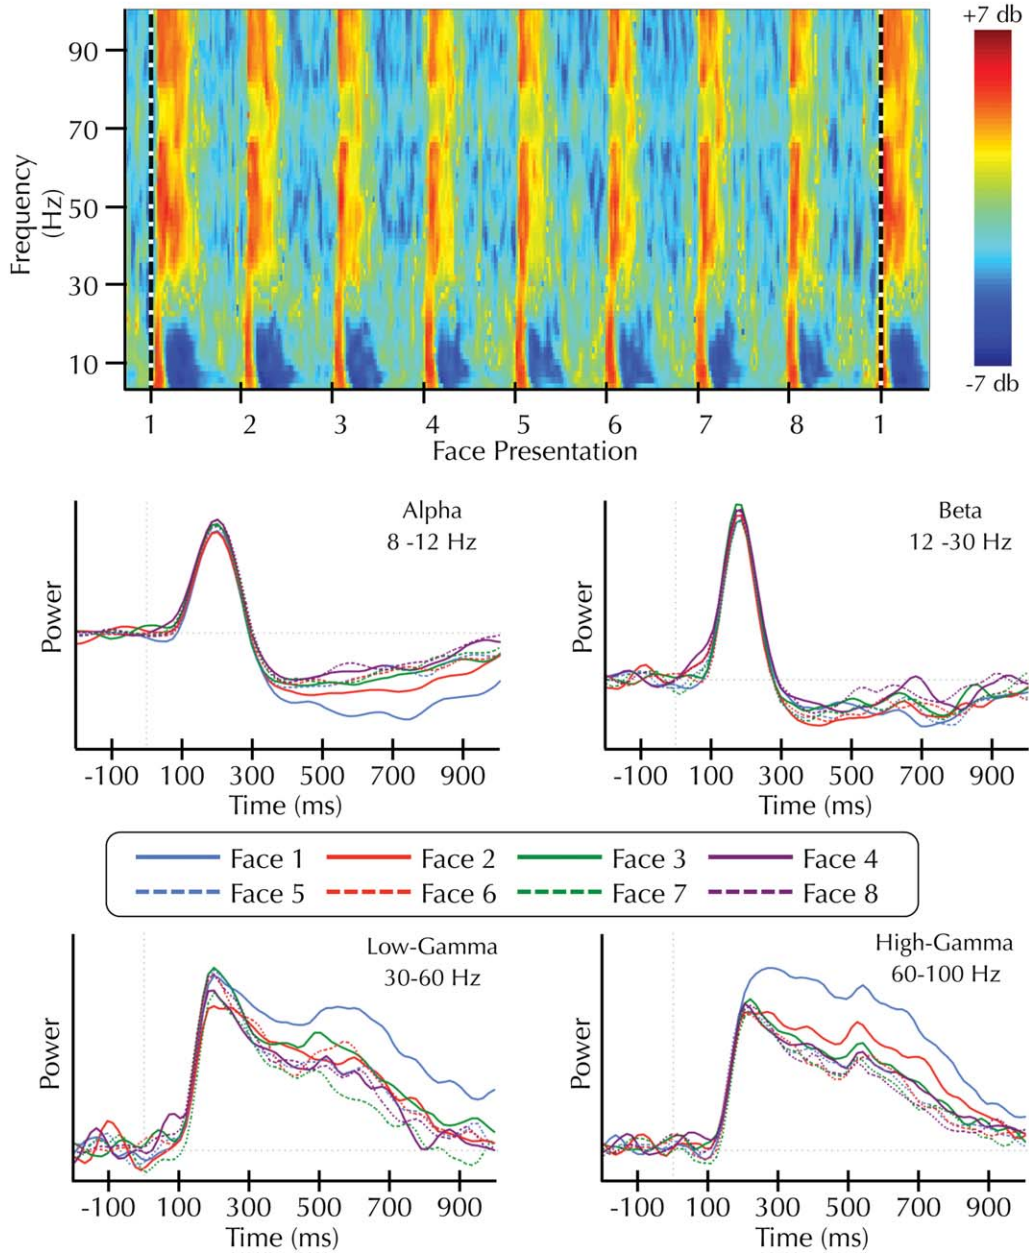 +7 db
90
70
50
30
10
Frequency
(Hz)
-7 db
1 2 3 4 5 6 7 8 1
Face Presentation
Alpha
8 -12 Hz
Power
-100 100 300 500 700 900
Time (ms)
Beta
12 -30 Hz
Power
-100 100 300 500 700 900
Time (ms)
Face 1 Face 2 Face 3 Face 4
Face 5 Face 6 Face 7 Face 8
Low-Gamma
30-60 Hz
Power
-100 100 300 500 700 900
Time (ms)
High-Gamma
60-100 Hz
Power
-100 100 300 500 700 900
Time (ms)